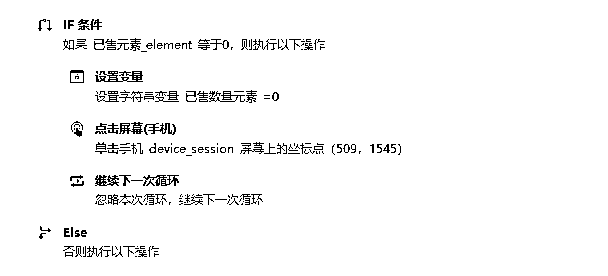 IF 条件
如果 已售元素_element 等于0，则执行以下操作
设置变量
设置字符串变量 已售数量元素 =0
点击屏幕(手机)
单击手机 device_session 屏幕上的坐标点 (509, 1545)
继续下一次循环
忽略本次循环，继续下一次循环
Else
否则执行以下操作